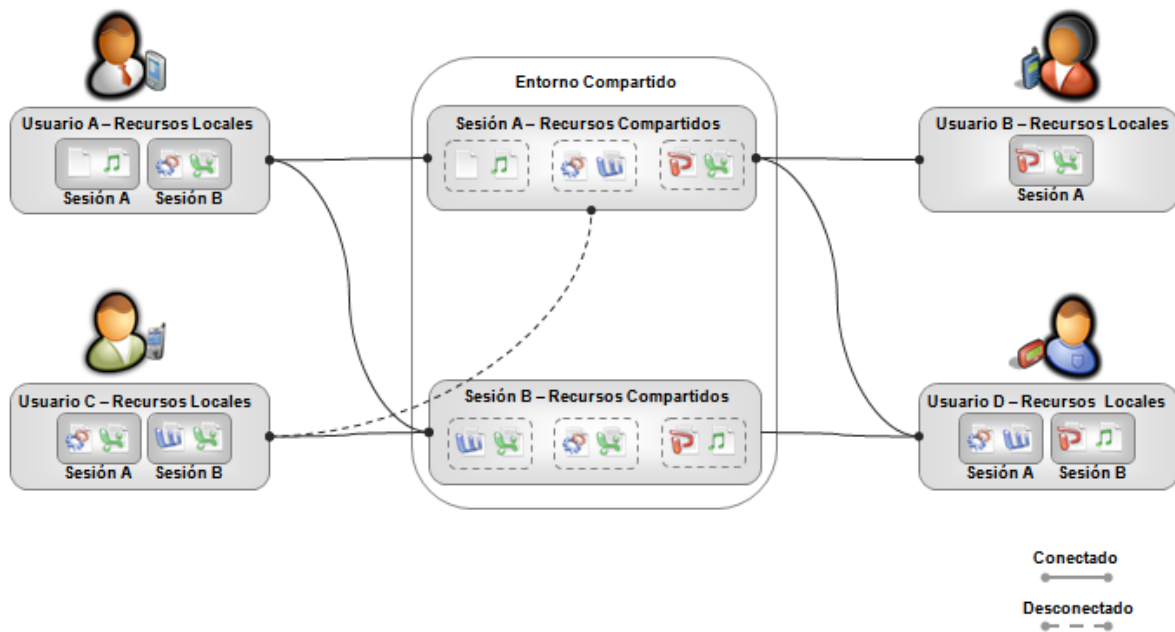 Entorno Compartido
Usuario A – Recursos Locales
Sesión A
Sesión B
Sesión A – Recursos Compartidos
Usuario B – Recursos Locales
Sesión A
Usuario C – Recursos Locales
Sesión A
Sesión B
Sesión B – Recursos Compartidos
Usuario D – Recursos Locales
Sesión A
Sesión B
Conectado
Desconectado